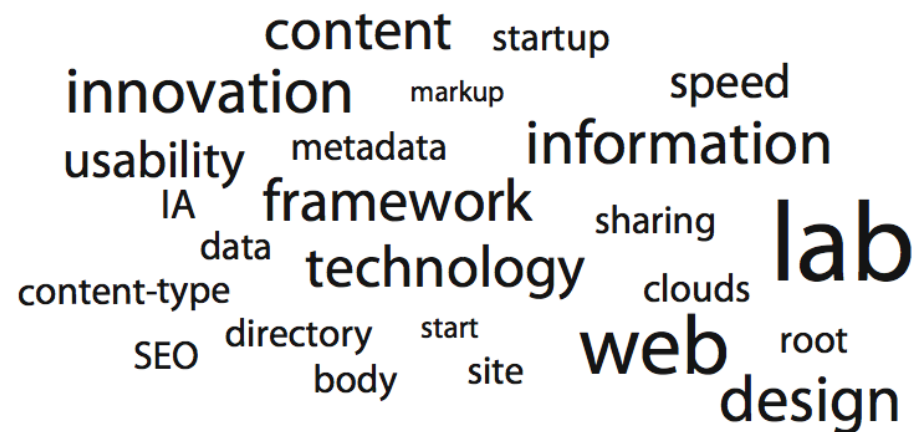 content startup
innovation markup speed
usability metadata information
IA framework sharing lab
data technology
content-type clouds
SEO directory start web root
body site design